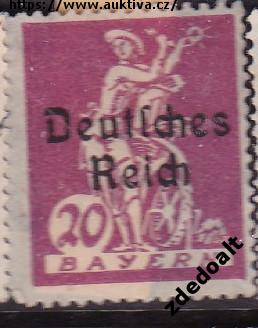 https://www.auktiva.cz/
Deutſches
Reich
20
BAYERN
zdedoalt